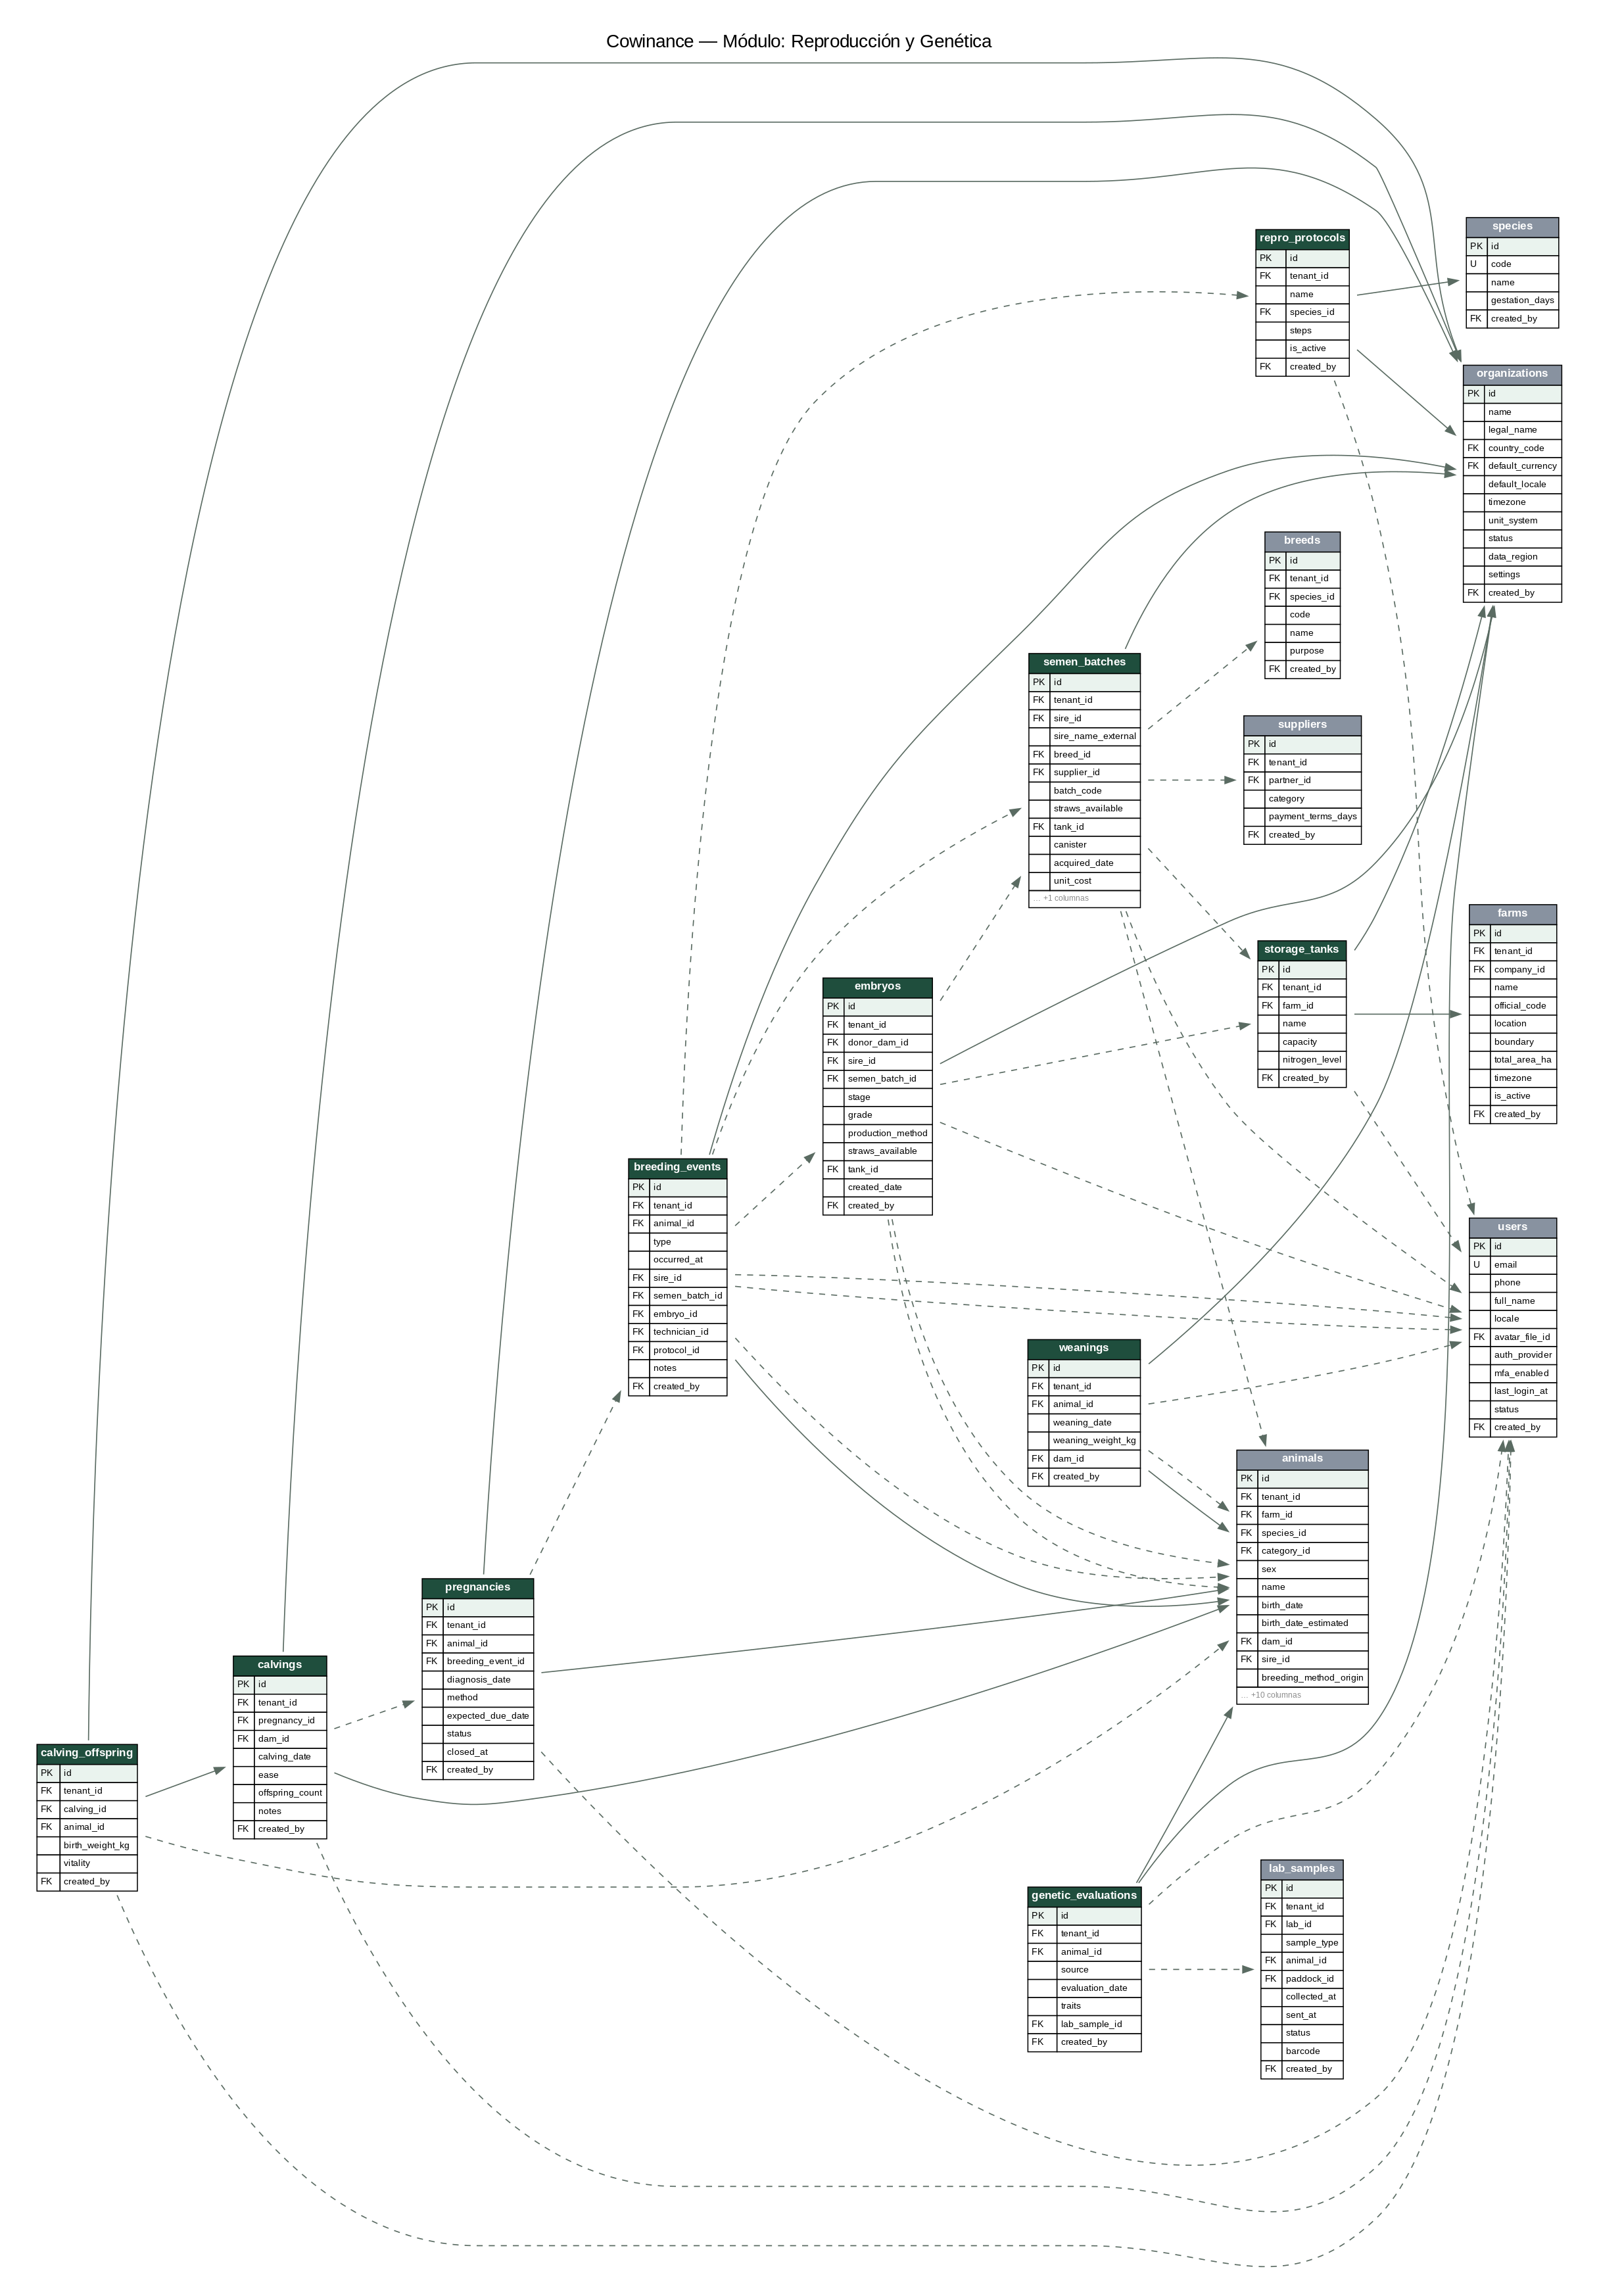 Cowinance — Módulo: Reproducción y Genética
species
PK id
U code
name
gestation_days
FK created_by
repro_protocols
PK id
FK tenant_id
name
FK species_id
steps
is_active
FK created_by
organizations
PK id
name
legal_name
FK country_code
FK default_currency
default_locale
timezone
unit_system
status
data_region
settings
FK created_by
breeds
PK id
FK tenant_id
FK species_id
code
name
purpose
FK created_by
semen_batches
PK id
FK tenant_id
FK sire_id
sire_name_external
FK breed_id
FK supplier_id
batch_code
straws_available
FK tank_id
canister
acquired_date
unit_cost
... +1 columnas
suppliers
PK id
FK tenant_id
FK partner_id
category
payment_terms_days
FK created_by
farms
PK id
FK tenant_id
FK company_id
name
official_code
location
boundary
total_area_ha
timezone
is_active
FK created_by
storage_tanks
PK id
FK tenant_id
FK farm_id
name
capacity
nitrogen_level
FK created_by
embryos
PK id
FK tenant_id
FK donor_dam_id
FK sire_id
FK semen_batch_id
stage
grade
production_method
straws_available
FK tank_id
created_date
FK created_by
breeding_events
PK id
FK tenant_id
FK animal_id
type
occurred_at
FK sire_id
FK semen_batch_id
FK embryo_id
FK technician_id
FK protocol_id
notes
FK created_by
users
PK id
U email
phone
full_name
locale
FK avatar_file_id
auth_provider
mfa_enabled
last_login_at
status
FK created_by
weanings
PK id
FK tenant_id
FK animal_id
weaning_date
weaning_weight_kg
FK dam_id
FK created_by
animals
PK id
FK tenant_id
FK farm_id
FK species_id
FK category_id
sex
name
birth_date
birth_date_estimated
FK dam_id
FK sire_id
breeding_method_origin
... +10 columnas
pregnancies
PK id
FK tenant_id
FK animal_id
FK breeding_event_id
diagnosis_date
method
expected_due_date
status
closed_at
FK created_by
calvings
PK id
FK tenant_id
FK pregnancy_id
FK dam_id
calving_date
ease
offspring_count
notes
FK created_by
calving_offspring
PK id
FK tenant_id
FK calving_id
FK animal_id
birth_weight_kg
vitality
FK created_by
genetic_evaluations
PK id
FK tenant_id
FK animal_id
source
evaluation_date
traits
FK lab_sample_id
FK created_by
lab_samples
PK id
FK tenant_id
FK lab_id
sample_type
FK animal_id
FK paddock_id
collected_at
sent_at
status
barcode
FK created_by